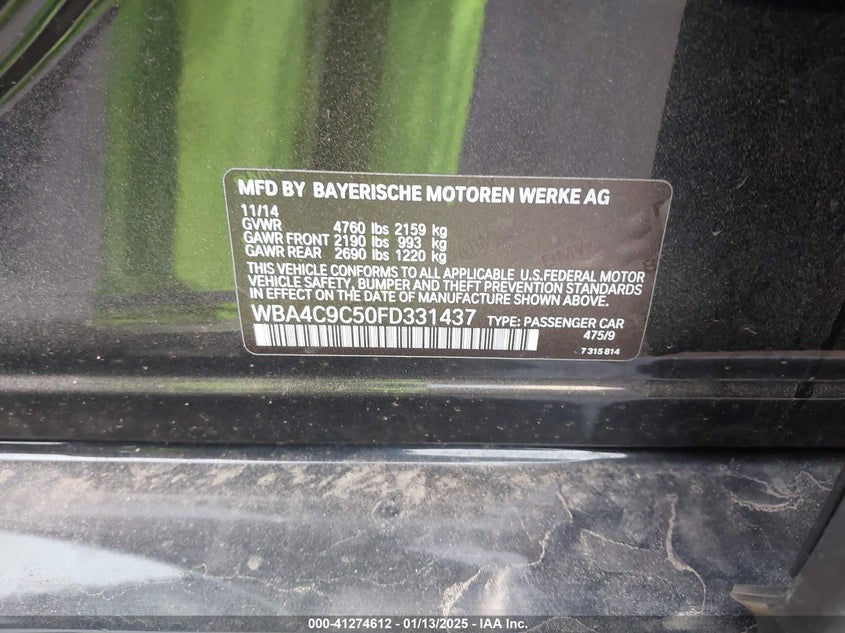 MFD BY BAYERISCHE MOTOREN WERKE AG
11/14
GVWR 4760 lbs 2159 kg
GAWR FRONT 2190 lbs 993 kg
GAWR REAR 2690 lbs 1220 kg
THIS VEHICLE CONFORMS TO ALL APPLICABLE U.S.FEDERAL MOTOR
VEHICLE SAFETY, BUMPER AND THEFT PREVENTION STANDARDS
IN EFFECT ON THE DATE OF MANUFACTURE SHOWN ABOVE.
WBA4C9C50FD331437 TYPE: PASSENGER CAR
475/9
7 315 814
000-41274612 - 01/13/2025 - IAA Inc.